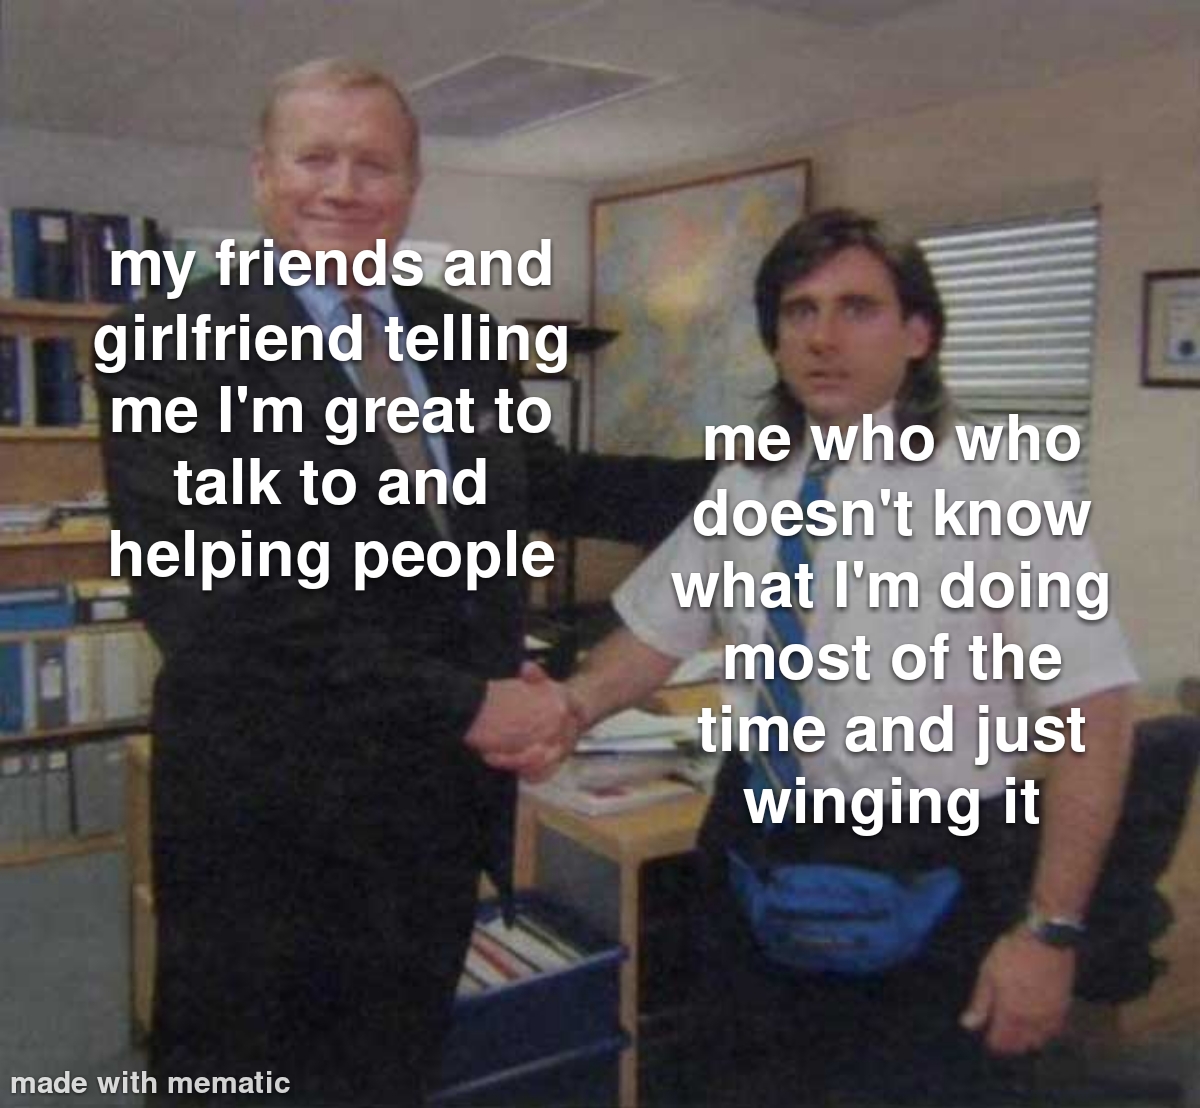 my friends and
girlfriend telling
me I'm great to
talk to and
helping people
me who who
doesn't know
what I'm doing
most of the
time and just
winging it
made with mematic